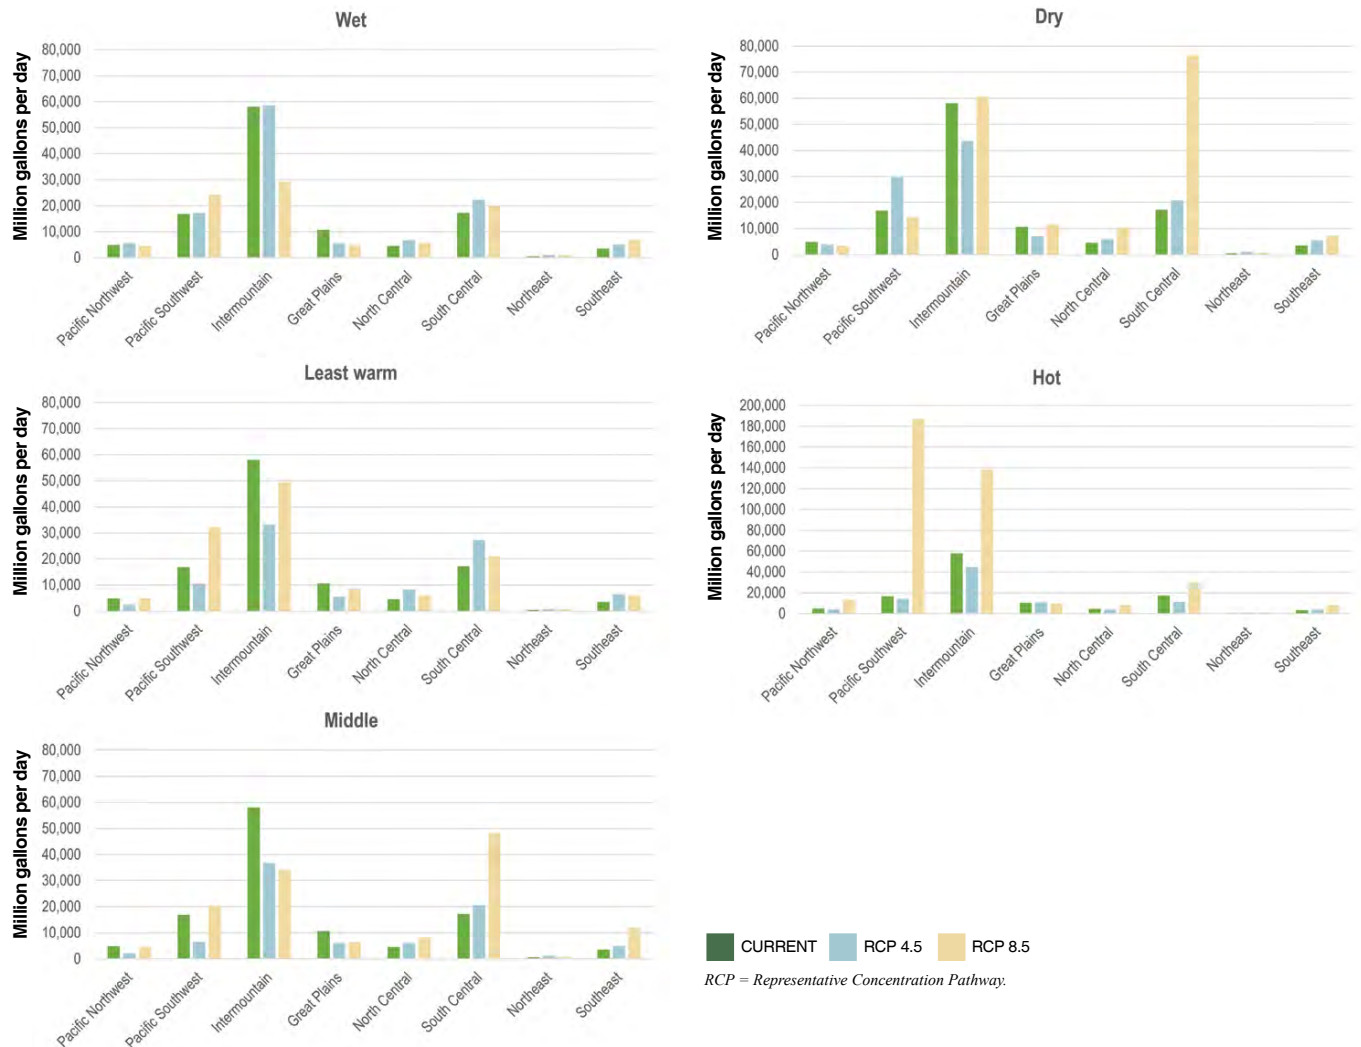 Wet
Million gallons per day
80,000
70,000
60,000
50,000
40,000
30,000
20,000
10,000
0
Pacific Northwest
Pacific Southwest
Intermountain
Great Plains
North Central
South Central
Northeast
Southeast
Dry
Million gallons per day
80,000
70,000
60,000
50,000
40,000
30,000
20,000
10,000
0
Pacific Northwest
Pacific Southwest
Intermountain
Great Plains
North Central
South Central
Northeast
Southeast
Least warm
Million gallons per day
80,000
70,000
60,000
50,000
40,000
30,000
20,000
10,000
0
Pacific Northwest
Pacific Southwest
Intermountain
Great Plains
North Central
South Central
Northeast
Southeast
Hot
Million gallons per day
200,000
180,000
160,000
140,000
120,000
100,000
80,000
60,000
40,000
20,000
0
Pacific Northwest
Pacific Southwest
Intermountain
Great Plains
North Central
South Central
Northeast
Southeast
Middle
Million gallons per day
80,000
70,000
60,000
50,000
40,000
30,000
20,000
10,000
0
Pacific Northwest
Pacific Southwest
Intermountain
Great Plains
North Central
South Central
Northeast
Southeast
CURRENT RCP 4.5 RCP 8.5
RCP = Representative Concentration Pathway.